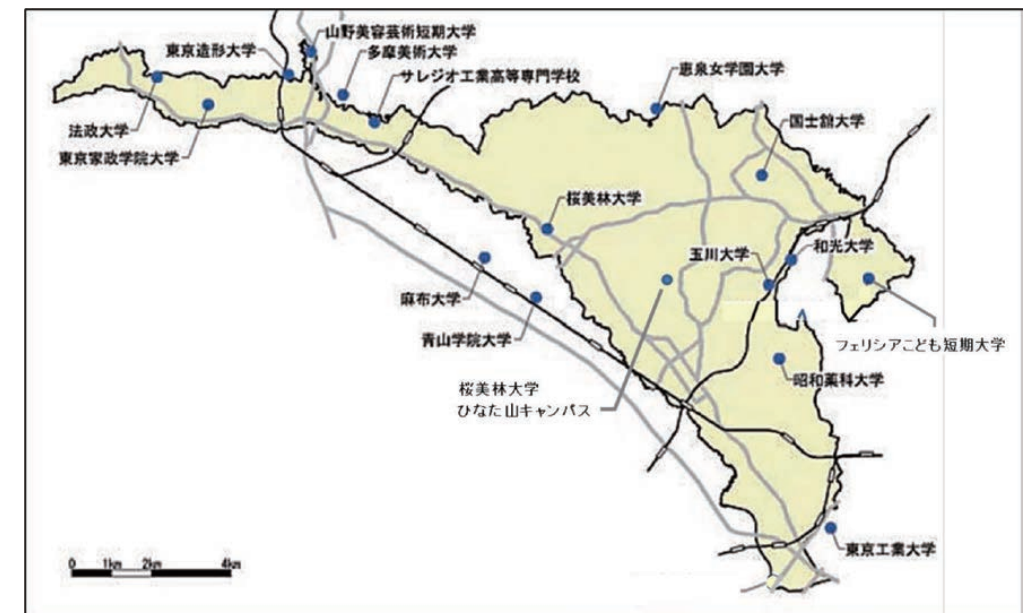 山野美容芸術短期大学
東京造形大学
多摩美術大学
サレジオ工業高等専門学校
恵泉女学園大学
国士舘大学
法政大学
東京家政学院大学
桜美林大学
玉川大学
和光大学
麻布大学
青山学院大学
フェリシアこども短期大学
昭和薬科大学
桜美林大学
ひなた山キャンパス
東京工業大学
0 1km 2km 4km